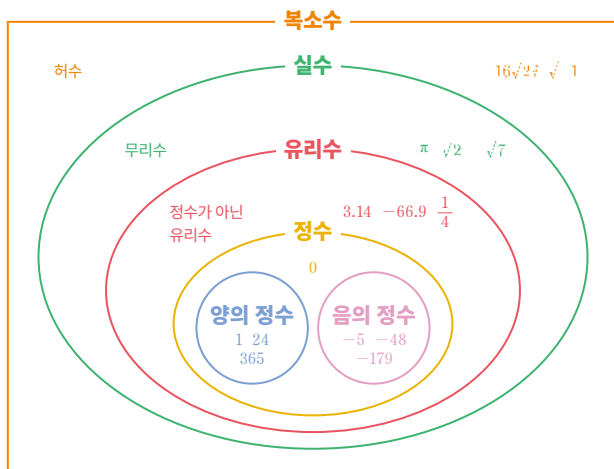 복소수
실수
허수
무리수
π √2 √7
유리수
정수가 아닌
유리수
3.14 −66.9 1/4
정수
0
양의 정수
1 24
365
음의 정수
−5 −48
−179